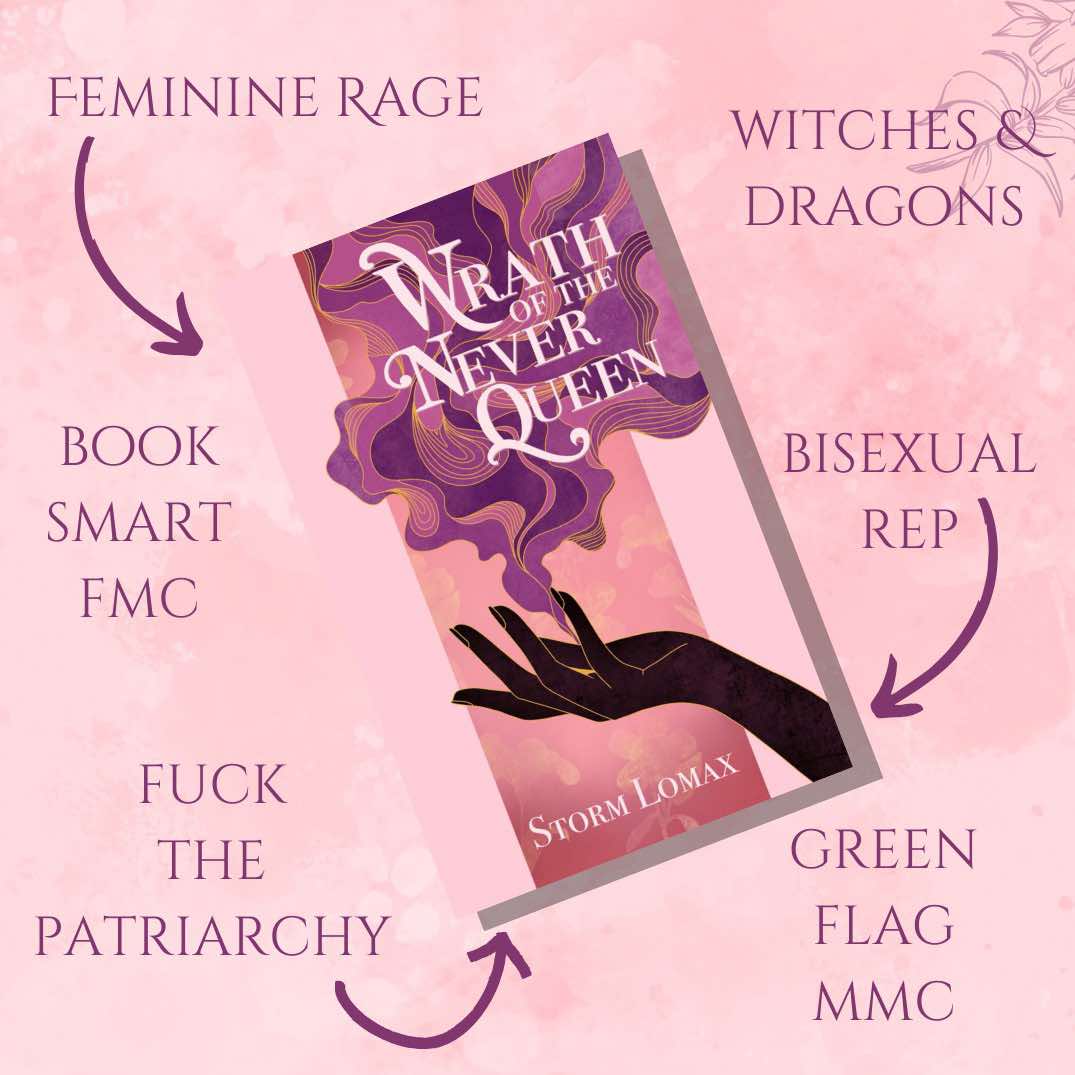 FEMININE RAGE
WITCHES &
DRAGONS
WRATH
OF THE
NEVER
QUEEN
BOOK
SMART
FMC
BISEXUAL
REP
STORM LOMAX
FUCK
THE
PATRIARCHY
GREEN
FLAG
MMC